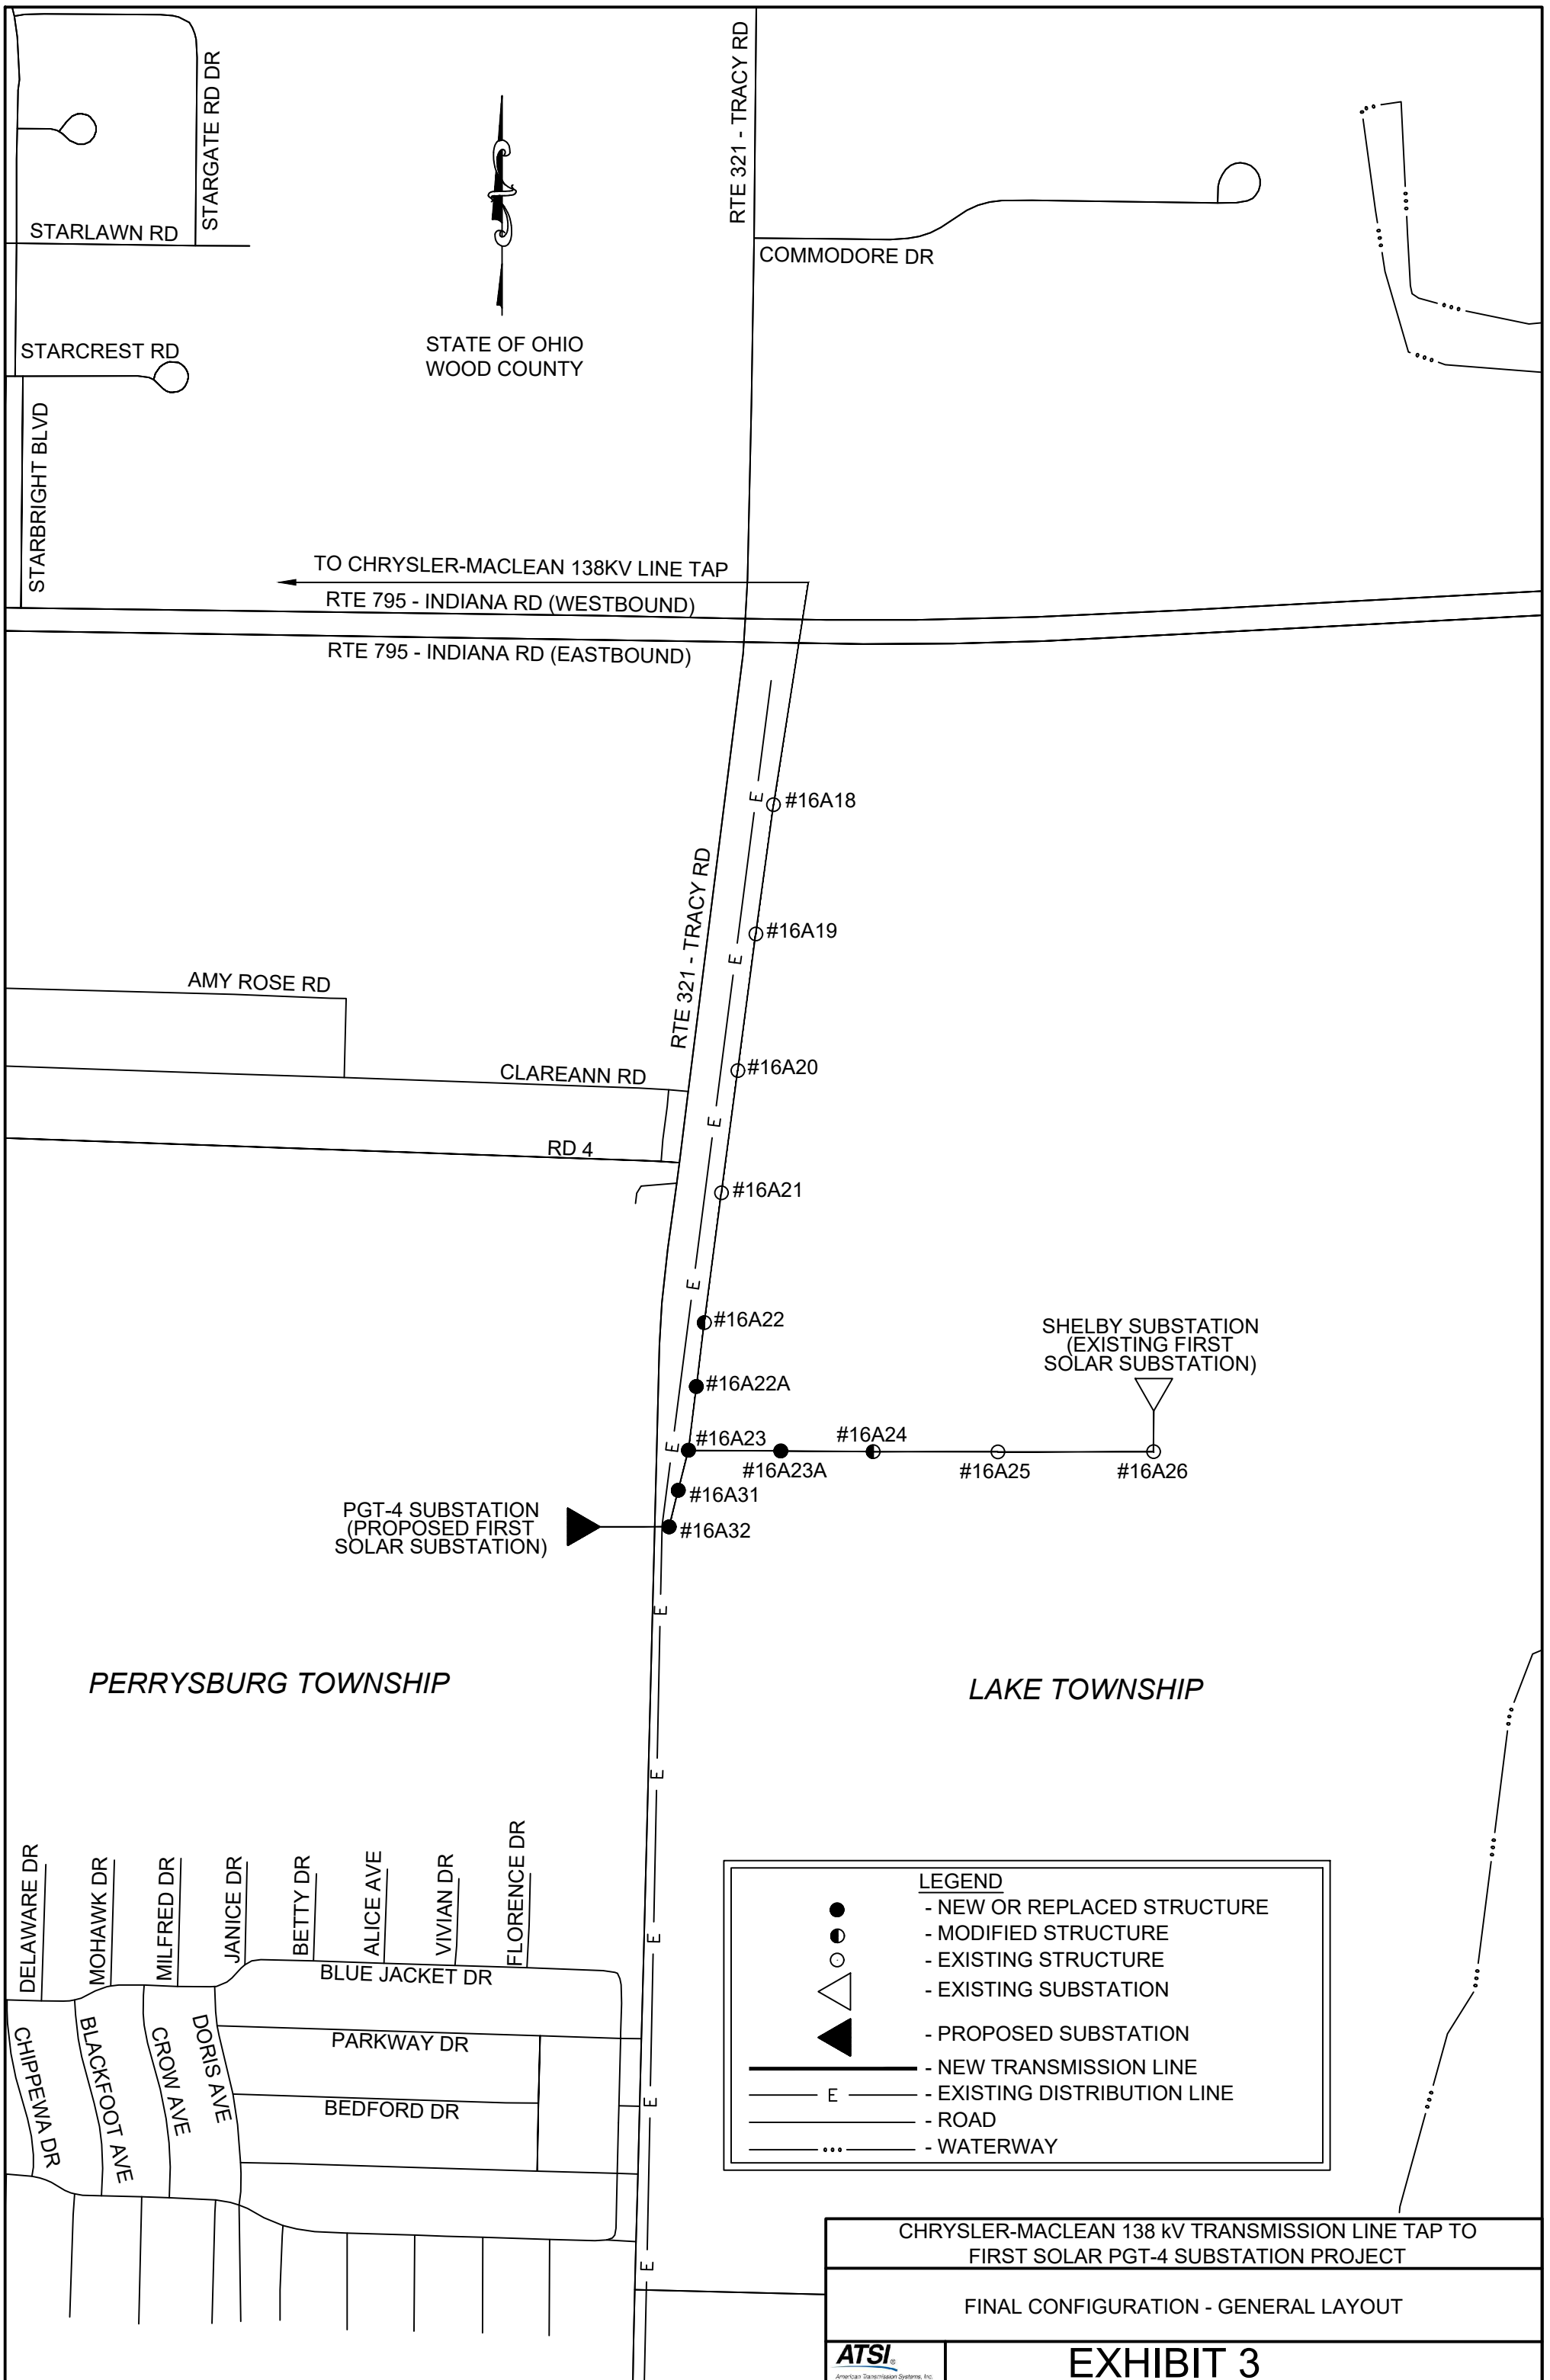 STARGATE RD DR
RTE 321 - TRACY RD
STARLAWN RD
COMMODORE DR
STATE OF OHIO
WOOD COUNTY
STARCREST RD
STARBRIGHT BLVD
TO CHRYSLER-MACLEAN 138KV LINE TAP
RTE 795 - INDIANA RD (WESTBOUND)
RTE 795 - INDIANA RD (EASTBOUND)
E
#16A18
RTE 321 - TRACY RD
#16A19
E
AMY ROSE RD
#16A20
CLAREANN RD
E
RD 4
#16A21
E
#16A22
SHELBY SUBSTATION
(EXISTING FIRST
SOLAR SUBSTATION)
#16A22A
#16A23
E
#16A24
#16A23A
#16A25
#16A26
#16A31
PGT-4 SUBSTATION
(PROPOSED FIRST
SOLAR SUBSTATION)
#16A32
E
PERRYSBURG TOWNSHIP
LAKE TOWNSHIP
E
DELAWARE DR
MOHAWK DR
MILFRED DR
JANICE DR
BETTY DR
ALICE AVE
VIVIAN DR
FLORENCE DR
E
BLUE JACKET DR
CHIPPEWA DR
BLACKFOOT AVE
CROW AVE
DORIS AVE
PARKWAY DR
BEDFORD DR
E
E
LEGEND
- NEW OR REPLACED STRUCTURE
- MODIFIED STRUCTURE
- EXISTING STRUCTURE
- EXISTING SUBSTATION
- PROPOSED SUBSTATION
- NEW TRANSMISSION LINE
E - EXISTING DISTRIBUTION LINE
- ROAD
- WATERWAY
CHRYSLER-MACLEAN 138 kV TRANSMISSION LINE TAP TO
FIRST SOLAR PGT-4 SUBSTATION PROJECT
FINAL CONFIGURATION - GENERAL LAYOUT
ATSI®
American Transmission Systems, Inc.
EXHIBIT 3